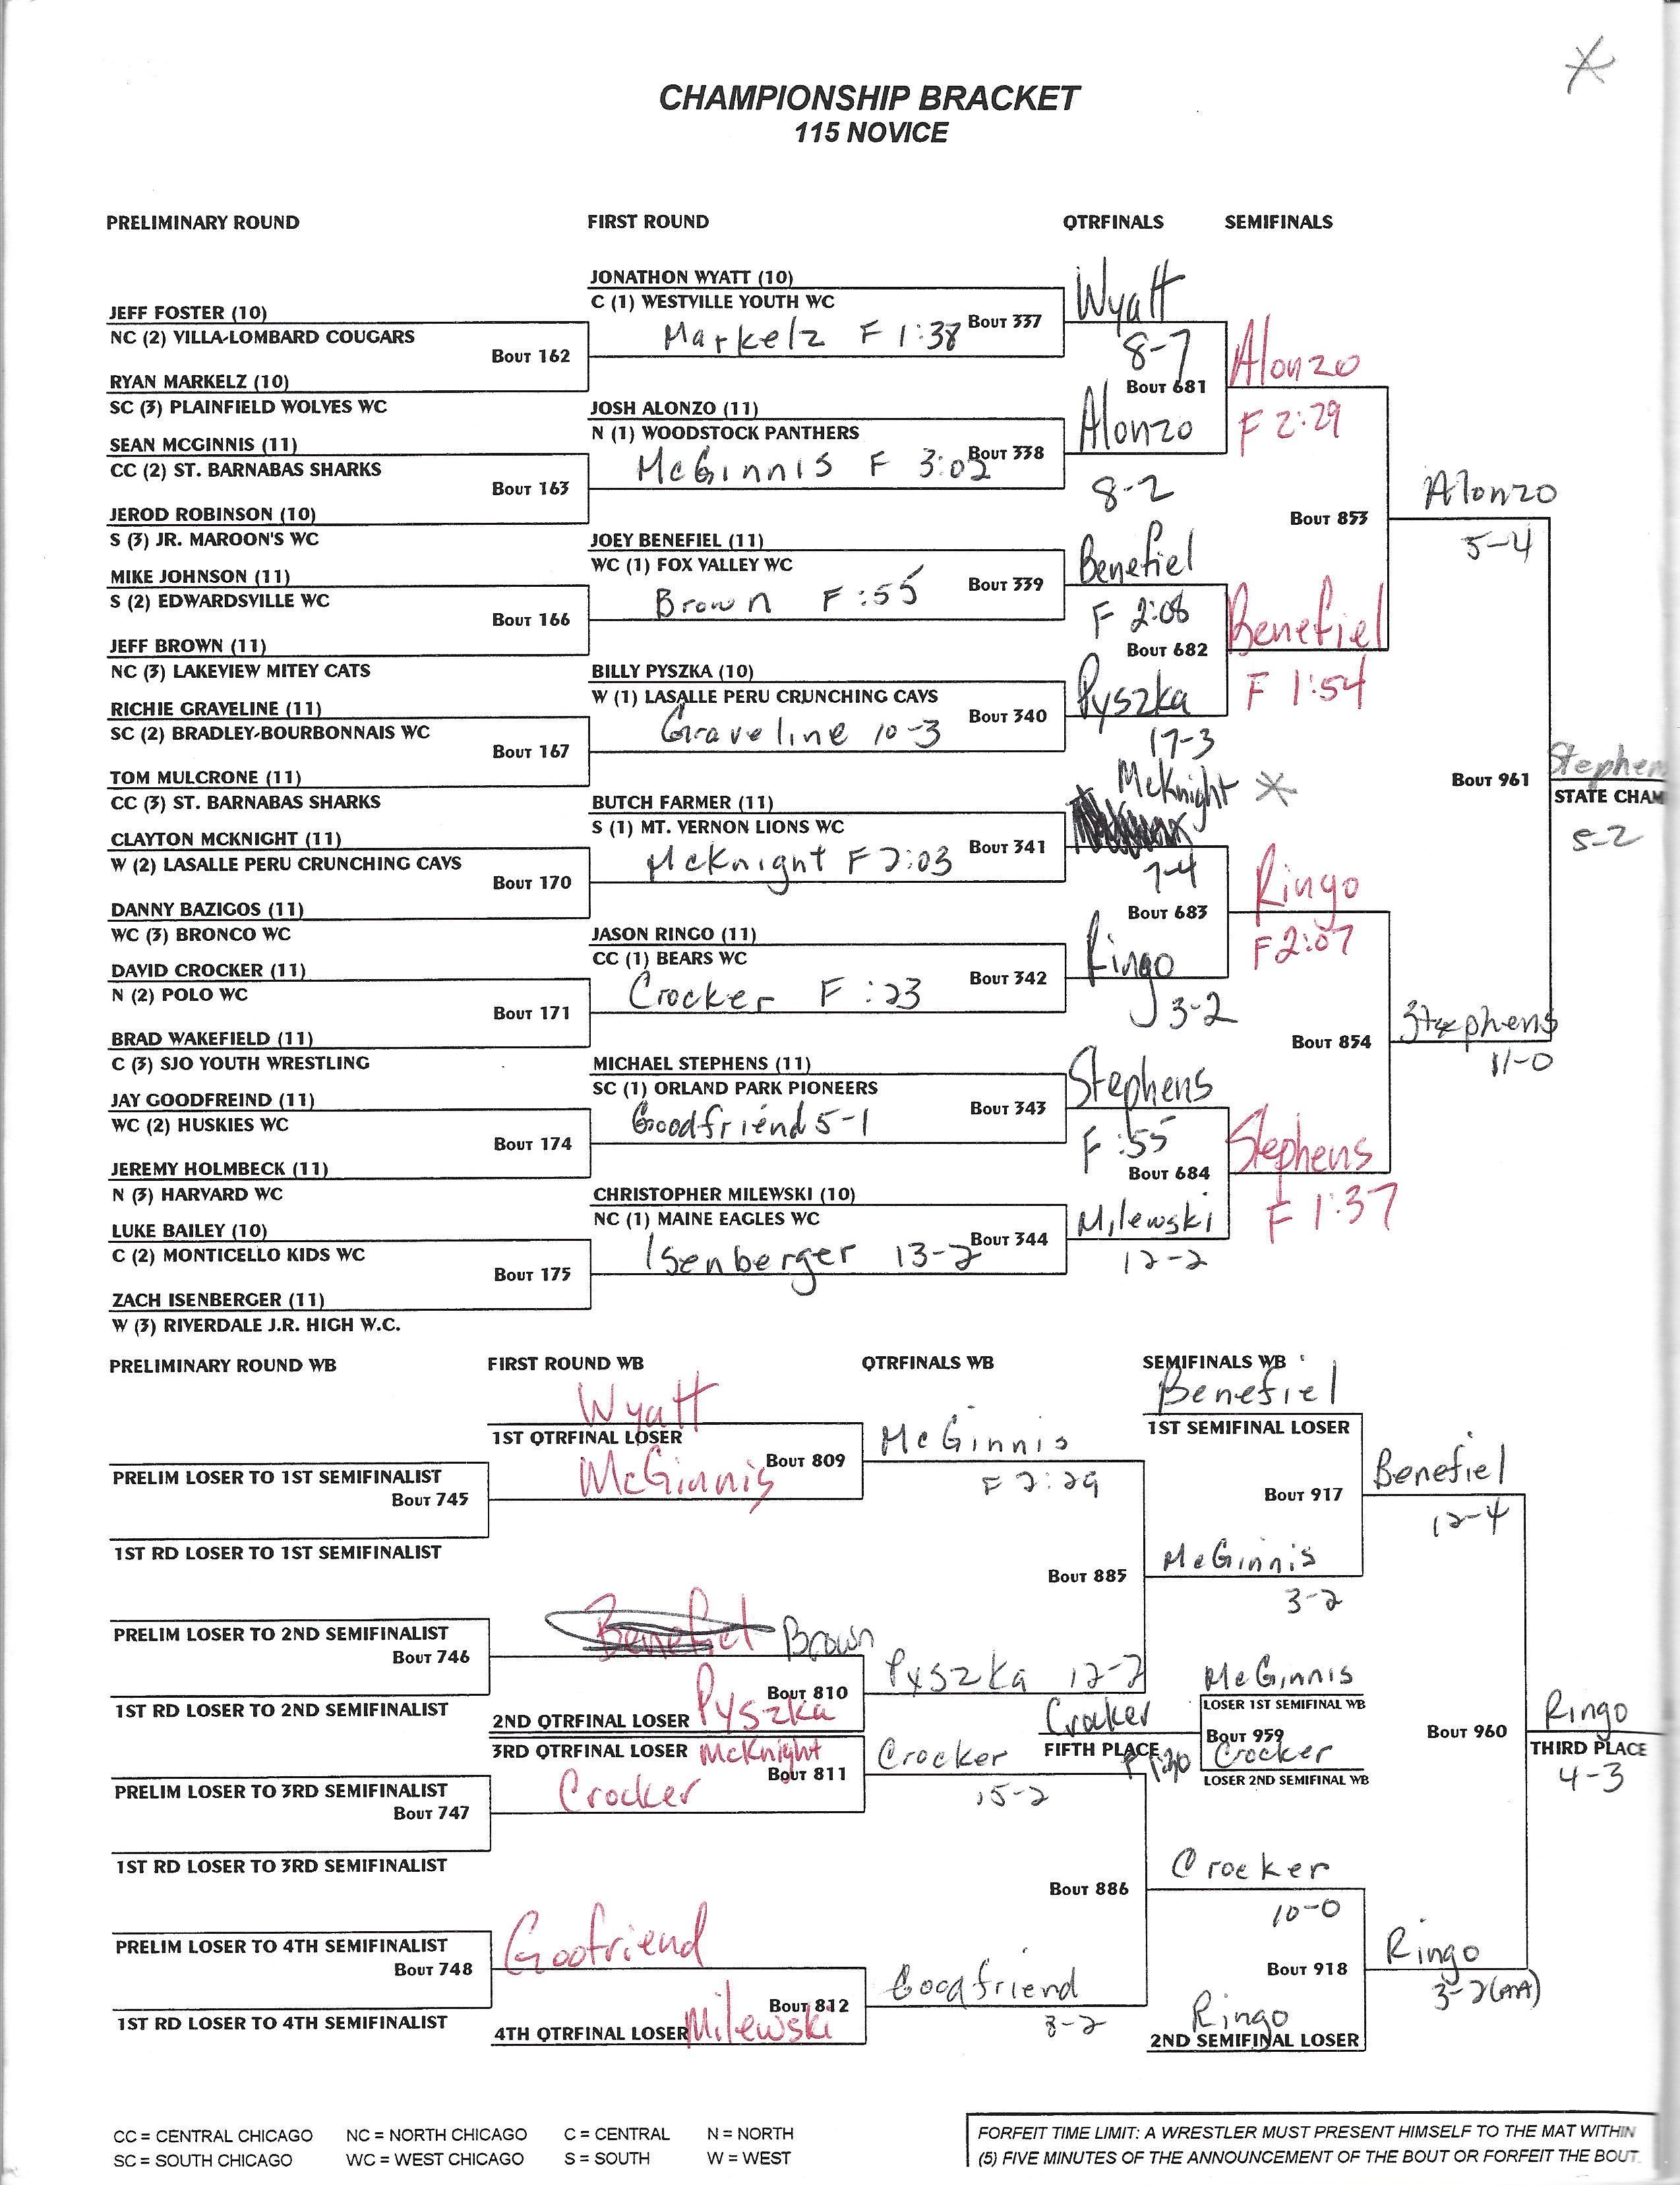 CHAMPIONSHIP BRACKET
115 NOVICE
PRELIMINARY ROUND
FIRST ROUND
QTRFINALS
SEMIFINALS
JEFF FOSTER (10)
NC (2) VILLA-LOMBARD COUGARS
BOUT 162
RYAN MARKELZ (10)
SC (3) PLAINFIELD WOLVES WC
SEAN MCGINNIS (11)
CC (2) ST. BARNABAS SHARKS
BOUT 163
JEROD ROBINSON (10)
S (3) JR. MAROON'S WC
MIKE JOHNSON (11)
S (2) EDWARDSVILLE WC
BOUT 166
JEFF BROWN (11)
NC (3) LAKEVIEW MITEY CATS
RICHIE GRAVELINE (11)
SC (2) BRADLEY-BOURBONNAIS WC
BOUT 167
TOM MULCRONE (11)
CC (3) ST. BARNABAS SHARKS
CLAYTON MCKNIGHT (11)
W (2) LASALLE PERU CRUNCHING CAVS
BOUT 170
DANNY BAZIGOS (11)
WC (3) BRONCO WC
DAVID CROCKER (11)
N (2) POLO WC
BOUT 171
BRAD WAKEFIELD (11)
C (3) SJO YOUTH WRESTLING
JAY GOODFREIND (11)
WC (2) HUSKIES WC
BOUT 174
JEREMY HOLMBECK (11)
N (3) HARVARD WC
LUKE BAILEY (10)
C (2) MONTICELLO KIDS WC
BOUT 175
ZACH ISENBERGER (11)
W (3) RIVERDALE J.R. HIGH W.C.
JONATHON WYATT (10)
C (1) WESTVILLE YOUTH WC
Markelz F 1:38
BOUT 337
JOSH ALONZO (11)
N (1) WOODSTOCK PANTHERS
McGinnis F 3:02
BOUT 338
JOEY BENEFIEL (11)
WC (1) FOX VALLEY WC
Brown F :55
BOUT 339
BILLY PYSZKA (10)
W (1) LASALLE PERU CRUNCHING CAVS
Graveline 10-3
BOUT 340
BUTCH FARMER (11)
S (1) MT. VERNON LIONS WC
McKnight F 2:03
BOUT 341
JASON RINGO (11)
CC (1) BEARS WC
Crocker F :23
BOUT 342
MICHAEL STEPHENS (11)
SC (1) ORLAND PARK PIONEERS
Goodfriend 5-1
BOUT 343
CHRISTOPHER MILEWSKI (10)
NC (1) MAINE EAGLES WC
Isenberger 13-2
BOUT 344
Wyatt
8-7
BOUT 681
Alonzo
8-2
Benefiel
F 2:08
BOUT 682
Pyszka
17-3
McKnight
7-4
BOUT 683
Ringo
3-2
Stephens
F :55
BOUT 684
Milewski
12-2
Alonzo
F 2:29
BOUT 853
Benefiel
F 1:54
Ringo
F 2:07
BOUT 854
Stephens
F 1:37
Alonzo
5-4
BOUT 961
Stephens
11-0
Stephen
STATE CHAM
5-2
PRELIMINARY ROUND WB
FIRST ROUND WB
QTRFINALS WB
SEMIFINALS WB
PRELIM LOSER TO 1ST SEMIFINALIST
BOUT 745
1ST RD LOSER TO 1ST SEMIFINALIST
PRELIM LOSER TO 2ND SEMIFINALIST
BOUT 746
1ST RD LOSER TO 2ND SEMIFINALIST
PRELIM LOSER TO 3RD SEMIFINALIST
BOUT 747
1ST RD LOSER TO 3RD SEMIFINALIST
PRELIM LOSER TO 4TH SEMIFINALIST
BOUT 748
1ST RD LOSER TO 4TH SEMIFINALIST
Wyatt
1ST QTRFINAL LOSER
BOUT 809
McGinnis
Benefiel Brown
BOUT 810
2ND QTRFINAL LOSER Pyszka
3RD QTRFINAL LOSER McKnight
BOUT 811
Crocker
Goofriend
BOUT 812
4TH QTRFINAL LOSER Milewski
McGinnis
F 2:29
BOUT 885
Pyszka 12-7
Crocker
15-2
BOUT 886
Goodfriend
3-2
Benefiel
1ST SEMIFINAL LOSER
BOUT 917
McGinnis
3-2
McGinnis
LOSER 1ST SEMIFINAL WB
Crocker
BOUT 959
FIFTH PLACE
Crocker
LOSER 2ND SEMIFINAL WB
Crocker
10-0
BOUT 918
Ringo
2ND SEMIFINAL LOSER
Benefiel
12-4
BOUT 960
Ringo
3-2
Ringo
THIRD PLACE
4-3
CC = CENTRAL CHICAGO NC = NORTH CHICAGO C = CENTRAL N = NORTH
SC = SOUTH CHICAGO WC = WEST CHICAGO S = SOUTH W = WEST
FORFEIT TIME LIMIT: A WRESTLER MUST PRESENT HIMSELF TO THE MAT WITHIN
(5) FIVE MINUTES OF THE ANNOUNCEMENT OF THE BOUT OR FORFEIT THE BOUT.